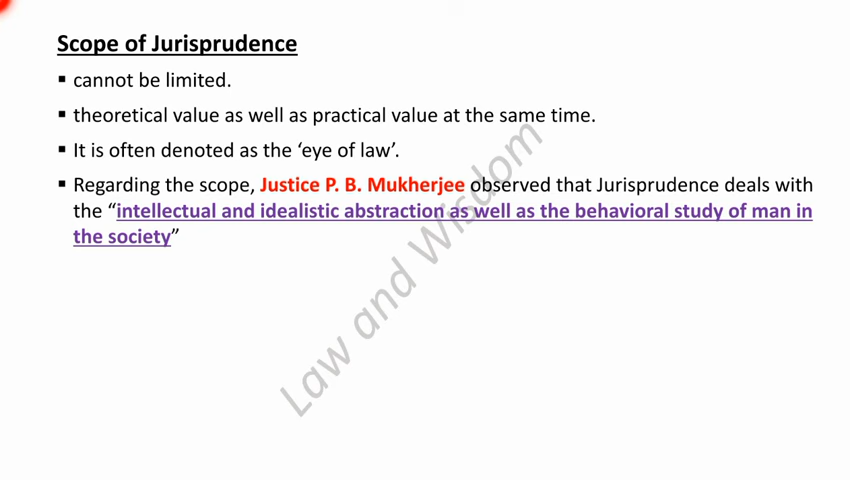 Scope of Jurisprudence
▪ cannot be limited.
▪ theoretical value as well as practical value at the same time.
▪ It is often denoted as the ‘eye of law’.
▪ Regarding the scope, Justice P. B. Mukherjee observed that Jurisprudence deals with
the “intellectual and idealistic abstraction as well as the behavioral study of man in
the society”
Law and Wisdom